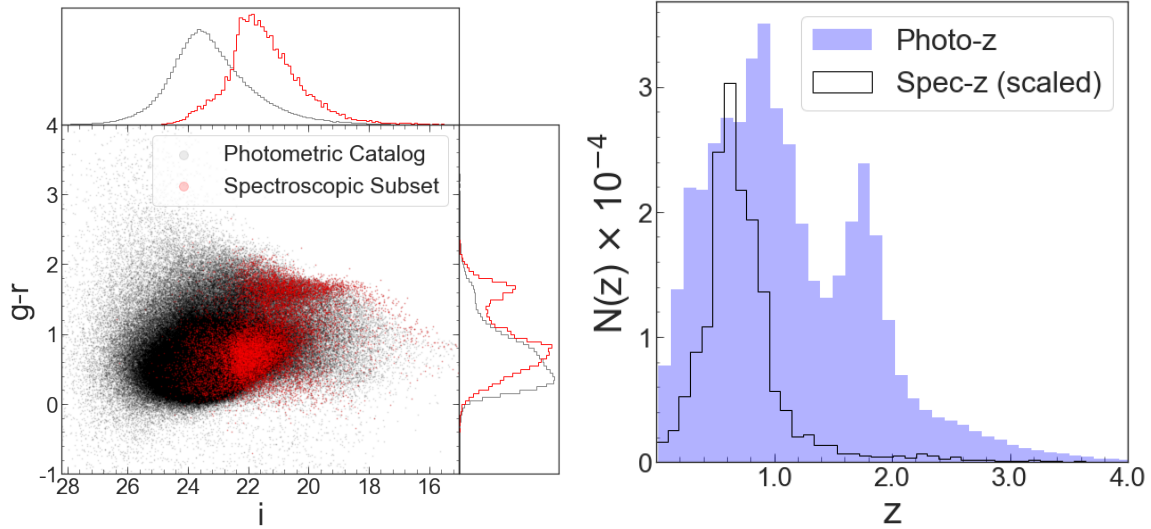 4
3
2
1
0
-1
g-r
Photometric Catalog
Spectroscopic Subset
28 26 24 22 20 18 16
i
3
2
1
0
N(z) × 10⁻⁴
Photo-z
Spec-z (scaled)
1.0 2.0 3.0 4.0
z